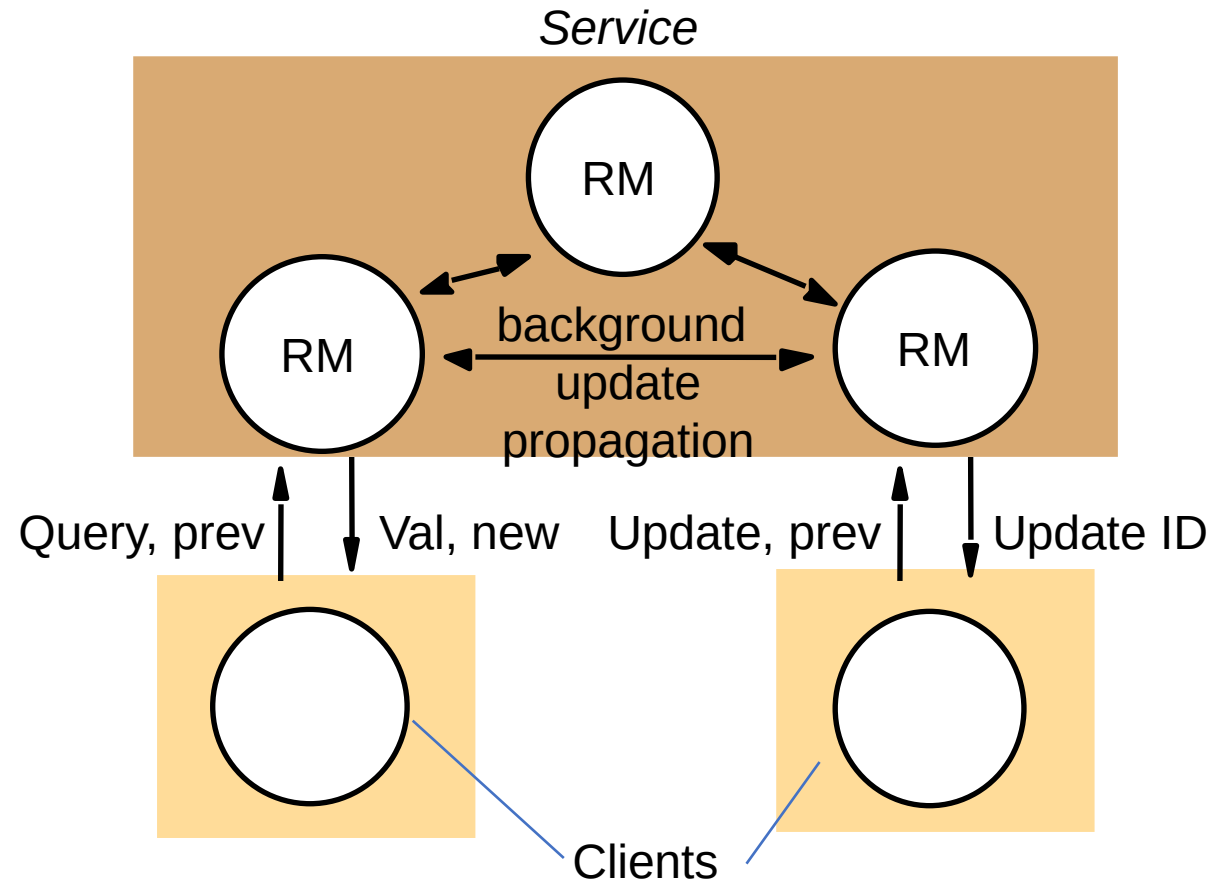 Service
RM
RM
RM
background
update
propagation
Query, prev
Val, new
Update, prev
Update ID
Clients